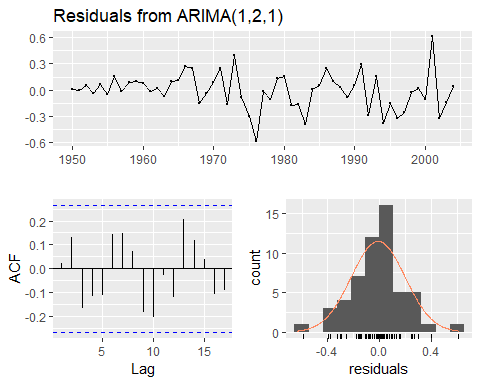 Residuals from ARIMA(1,2,1)
0.6
0.3
0.0
-0.3
-0.6
1950 1960 1970 1980 1990 2000
ACF
0.2
0.1
0.0
-0.1
-0.2
5 10 15
Lag
count
15
10
5
0
-0.4 0.0 0.4
residuals